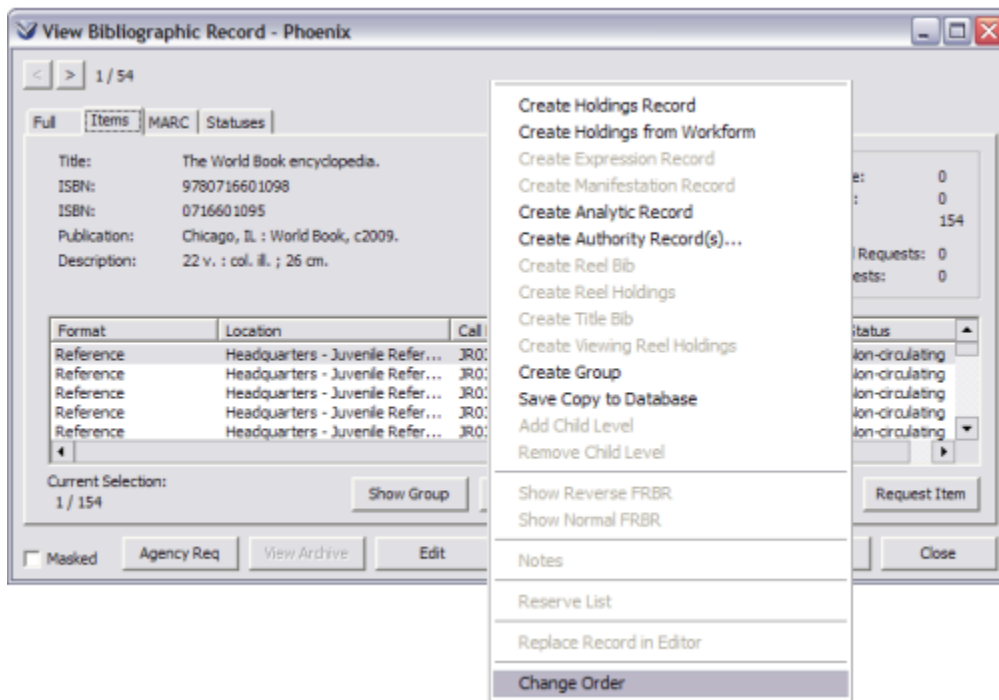 View Bibliographic Record - Phoenix
< > 1 / 54
Full Items MARC Statuses
Title: The World Book encyclopedia.
ISBN: 9780716601098
ISBN: 0716601095
Publication: Chicago, IL : World Book, c2009.
Description: 22 v. : col. ill. ; 26 cm.
e: 0
: 0
154
Requests: 0
ests: 0
Format Location Call Status
Reference Headquarters - Juvenile Refer... JR03 Non-circulating
Reference Headquarters - Juvenile Refer... JR03 Non-circulating
Reference Headquarters - Juvenile Refer... JR03 Non-circulating
Reference Headquarters - Juvenile Refer... JR03 Non-circulating
Reference Headquarters - Juvenile Refer... JR03 Non-circulating
Current Selection:
1 / 154
Show Group
Request Item
Masked Agency Req View Archive Edit Close
Create Holdings Record
Create Holdings from Workform
Create Expression Record
Create Manifestation Record
Create Analytic Record
Create Authority Record(s)...
Create Reel Bib
Create Reel Holdings
Create Title Bib
Create Viewing Reel Holdings
Create Group
Save Copy to Database
Add Child Level
Remove Child Level
Show Reverse FRBR
Show Normal FRBR
Notes
Reserve List
Replace Record in Editor
Change Order